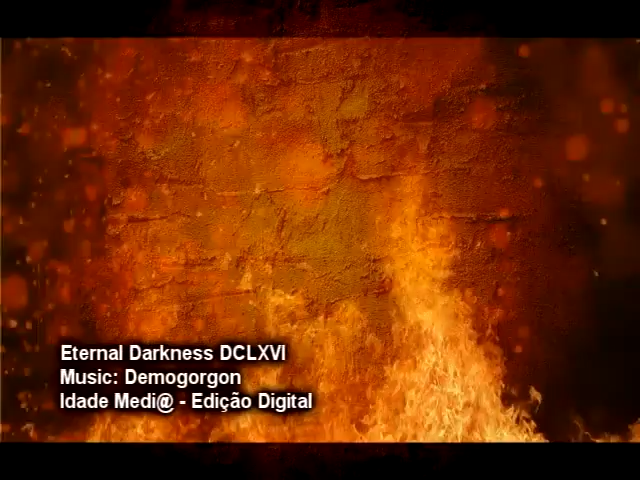 Eternal Darkness DCLXVI
Music: Demogorgon
Idade Medi@ - Edição Digital